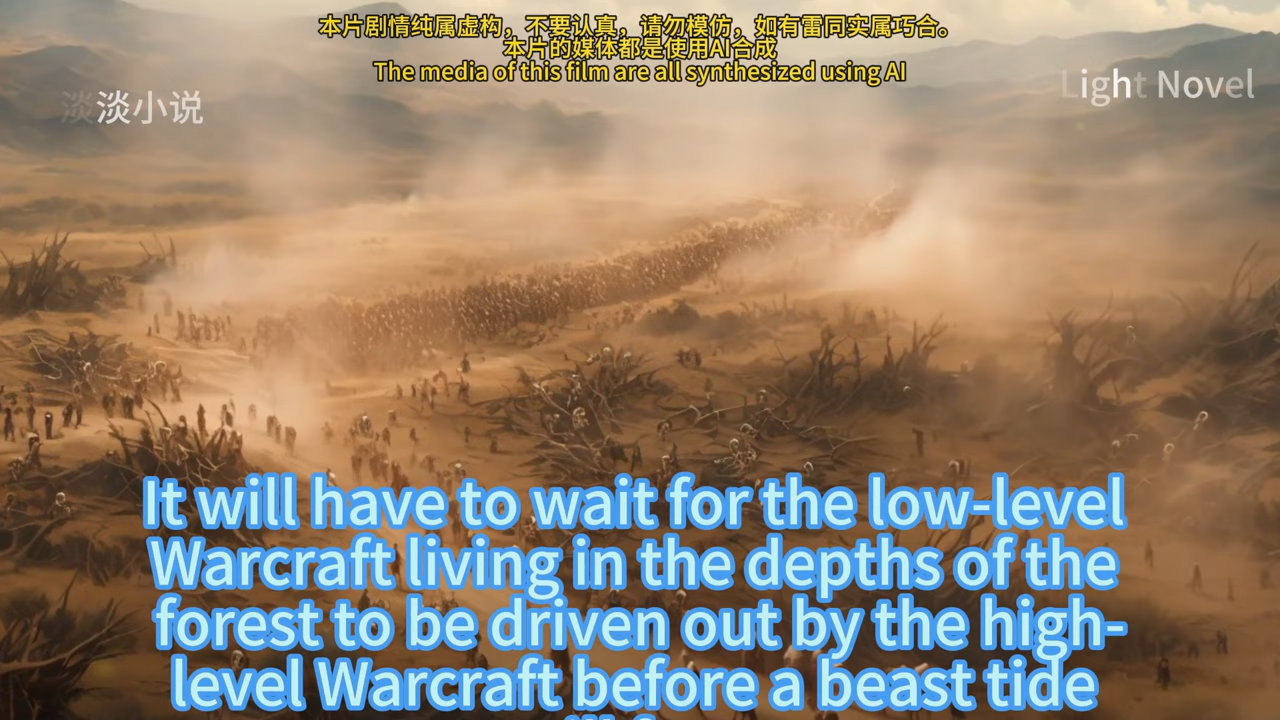 本片剧情纯属虚构，不要认真，请勿模仿，如有雷同实属巧合。
本片的媒体都是使用AI合成
The media of this film are all synthesized using AI
淡淡小说
Light Novel
It will have to wait for the low-level
Warcraft living in the depths of the
forest to be driven out by the high-
level Warcraft before a beast tide